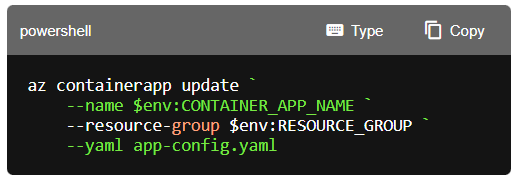 powershell
Type
Copy
az containerapp update `
    --name $env:CONTAINER_APP_NAME `
    --resource-group $env:RESOURCE_GROUP `
    --yaml app-config.yaml